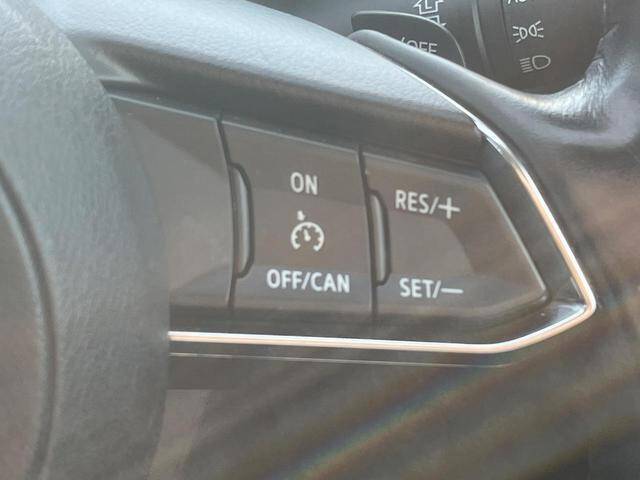 /OFF
ON
OFF/CAN
RES/+
SET/—